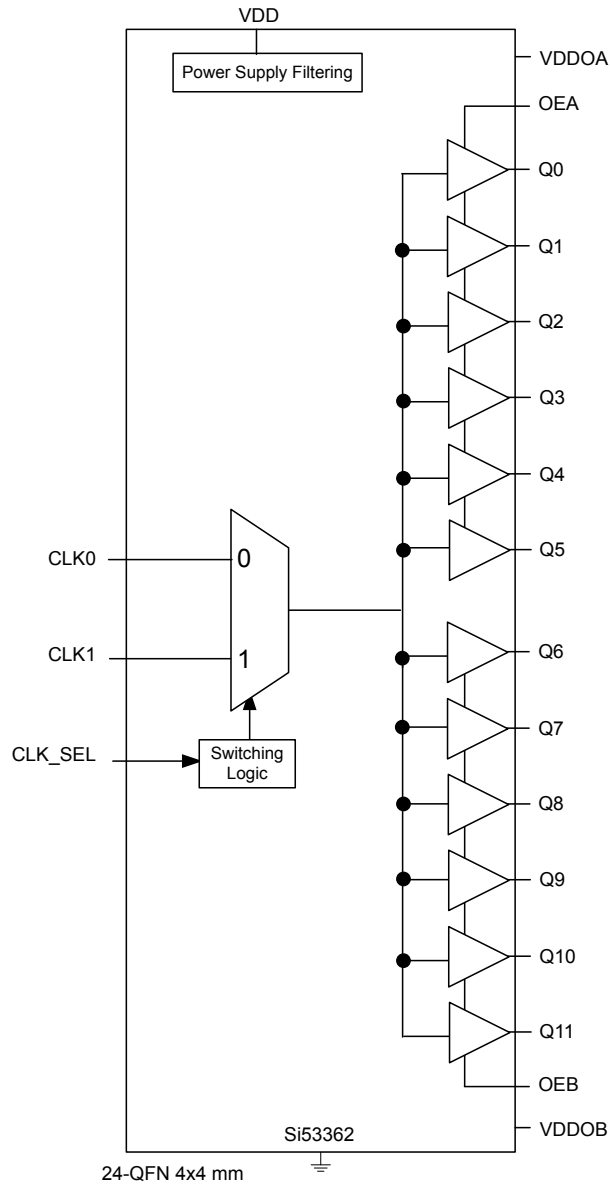 VDD
Power Supply Filtering
VDDOA
OEA
Q0
Q1
Q2
Q3
Q4
Q5
CLK0
0
CLK1
1
CLK_SEL
Switching
Logic
Q6
Q7
Q8
Q9
Q10
Q11
OEB
VDDOB
Si53362
24-QFN 4x4 mm